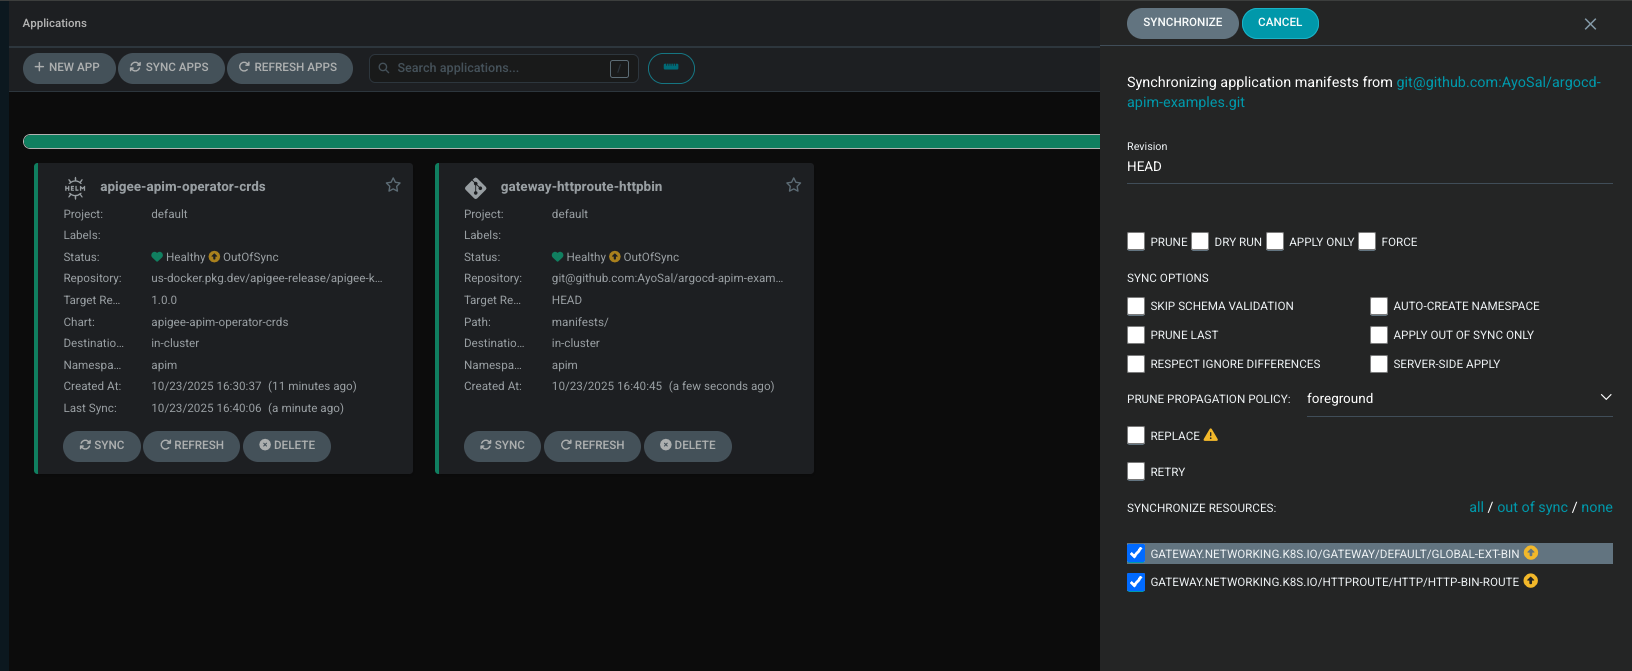 Applications
NEW APP
SYNC APPS
REFRESH APPS
Search applications...
/
HELM
apigee-apim-operator-crds
Project: default
Labels:
Status: Healthy OutOfSync
Repository: us-docker.pkg.dev/apigee-release/apigee-k...
Target Re... 1.0.0
Chart: apigee-apim-operator-crds
Destinatio... in-cluster
Namespa... apim
Created At: 10/23/2025 16:30:37 (11 minutes ago)
Last Sync: 10/23/2025 16:40:06 (a minute ago)
SYNC
REFRESH
DELETE
gateway-httproute-httpbin
Project: default
Labels:
Status: Healthy OutOfSync
Repository: git@github.com:AyoSal/argocd-apim-exam...
Target Re... HEAD
Path: manifests/
Destinatio... in-cluster
Namespa... apim
Created At: 10/23/2025 16:40:45 (a few seconds ago)
SYNC
REFRESH
DELETE
SYNCHRONIZE
CANCEL
Synchronizing application manifests from git@github.com:AyoSal/argocd-
apim-examples.git
Revision
HEAD
PRUNE DRY RUN APPLY ONLY FORCE
SYNC OPTIONS
SKIP SCHEMA VALIDATION AUTO-CREATE NAMESPACE
PRUNE LAST APPLY OUT OF SYNC ONLY
RESPECT IGNORE DIFFERENCES SERVER-SIDE APPLY
PRUNE PROPAGATION POLICY: foreground
REPLACE
RETRY
SYNCHRONIZE RESOURCES: all / out of sync / none
GATEWAY.NETWORKING.K8S.IO/GATEWAY/DEFAULT/GLOBAL-EXT-BIN
GATEWAY.NETWORKING.K8S.IO/HTTPROUTE/HTTP/HTTP-BIN-ROUTE